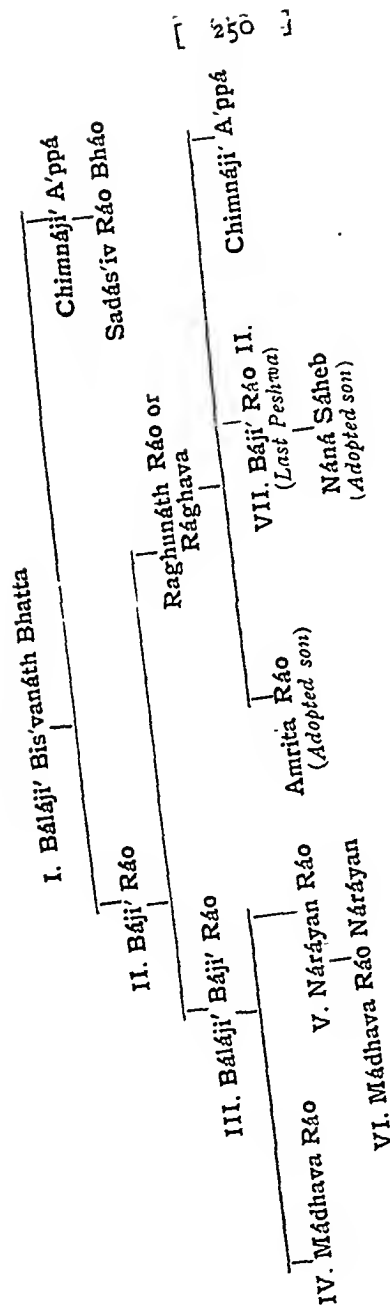 [ 250 ]
I. Báláji' Bis'vanáth Bhatta
II. Báji' Ráo
Chimnáji' A'ppá
Sadás'iv Ráo Bháo
III. Báláji' Báji' Ráo
Raghunáth Ráo or
Rághava
IV. Mádhava Ráo
V. Náráyan Ráo
VI. Mádhava Ráo Náráyan
Amrita Ráo
(Adopted son)
VII. Báji' Ráo II.
(Last Peshwa)
Náná Sáheb
(Adopted son)
Chimnáji' A'ppá